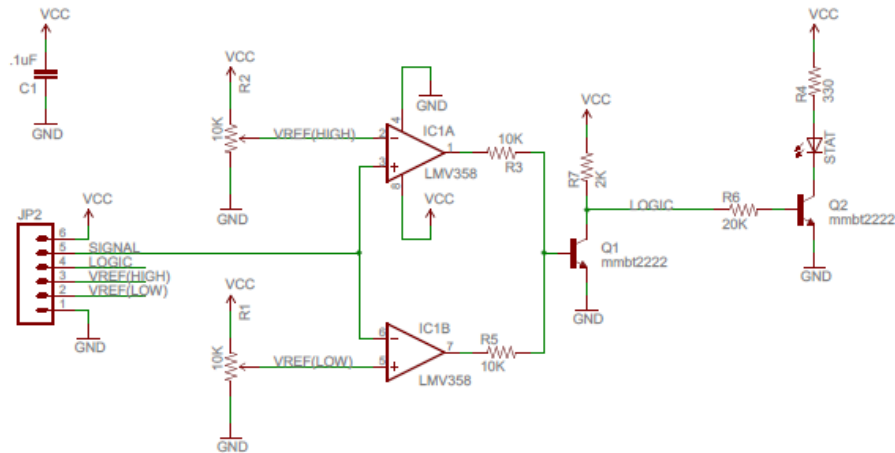 VCC
.1uF
C1
GND
VCC
R2
10K
VREF(HIGH)
GND
4
GND
2
3
8
1
IC1A
LMV358
VCC
10K
R3
VCC
R7
2K
LOGIC
R6
20K
VCC
R4
330
STAT
Q2
mmbt2222
GND
Q1
mmbt2222
GND
JP2
VCC
6
5
4
3
2
1
SIGNAL
LOGIC
VREF(HIGH)
VREF(LOW)
GND
VCC
R1
10K
VREF(LOW)
GND
6
5
7
IC1B
LMV358
R5
10K